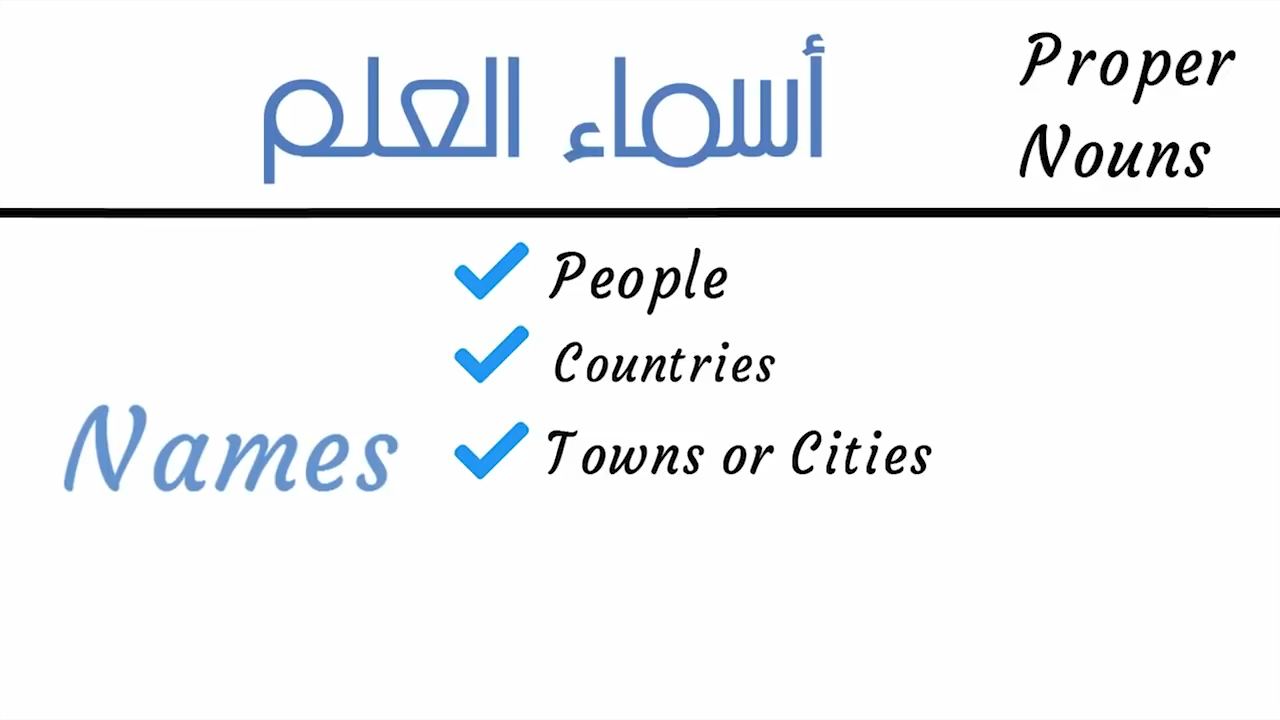 أسماء العلم
Proper
Nouns
People
Countries
Names
Towns or Cities